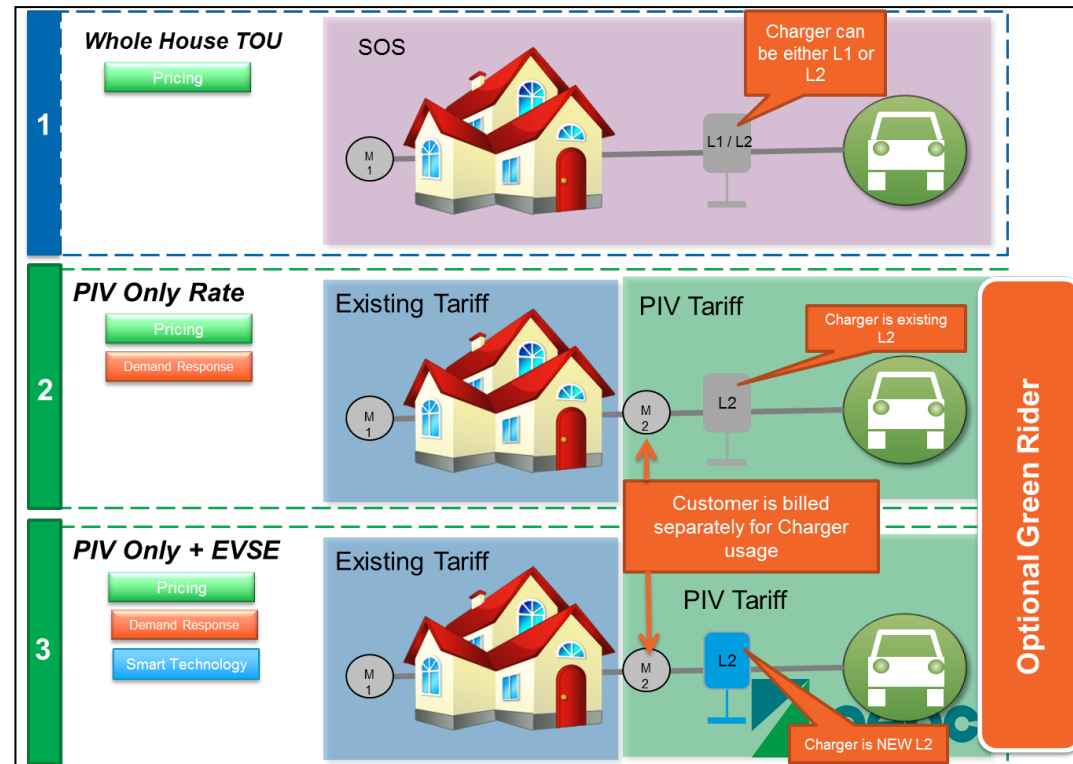 1
Whole House TOU
Pricing
SOS
Charger can
be either L1 or
L2
M
1
L1 / L2
2
PIV Only Rate
Pricing
Demand Response
Existing Tariff
PIV Tariff
Charger is existing
L2
M
1
M
2
L2
Customer is billed
separately for Charger
usage
3
PIV Only + EVSE
Pricing
Demand Response
Smart Technology
Existing Tariff
PIV Tariff
M
1
M
2
L2
Charger is NEW L2
Optional Green Rider